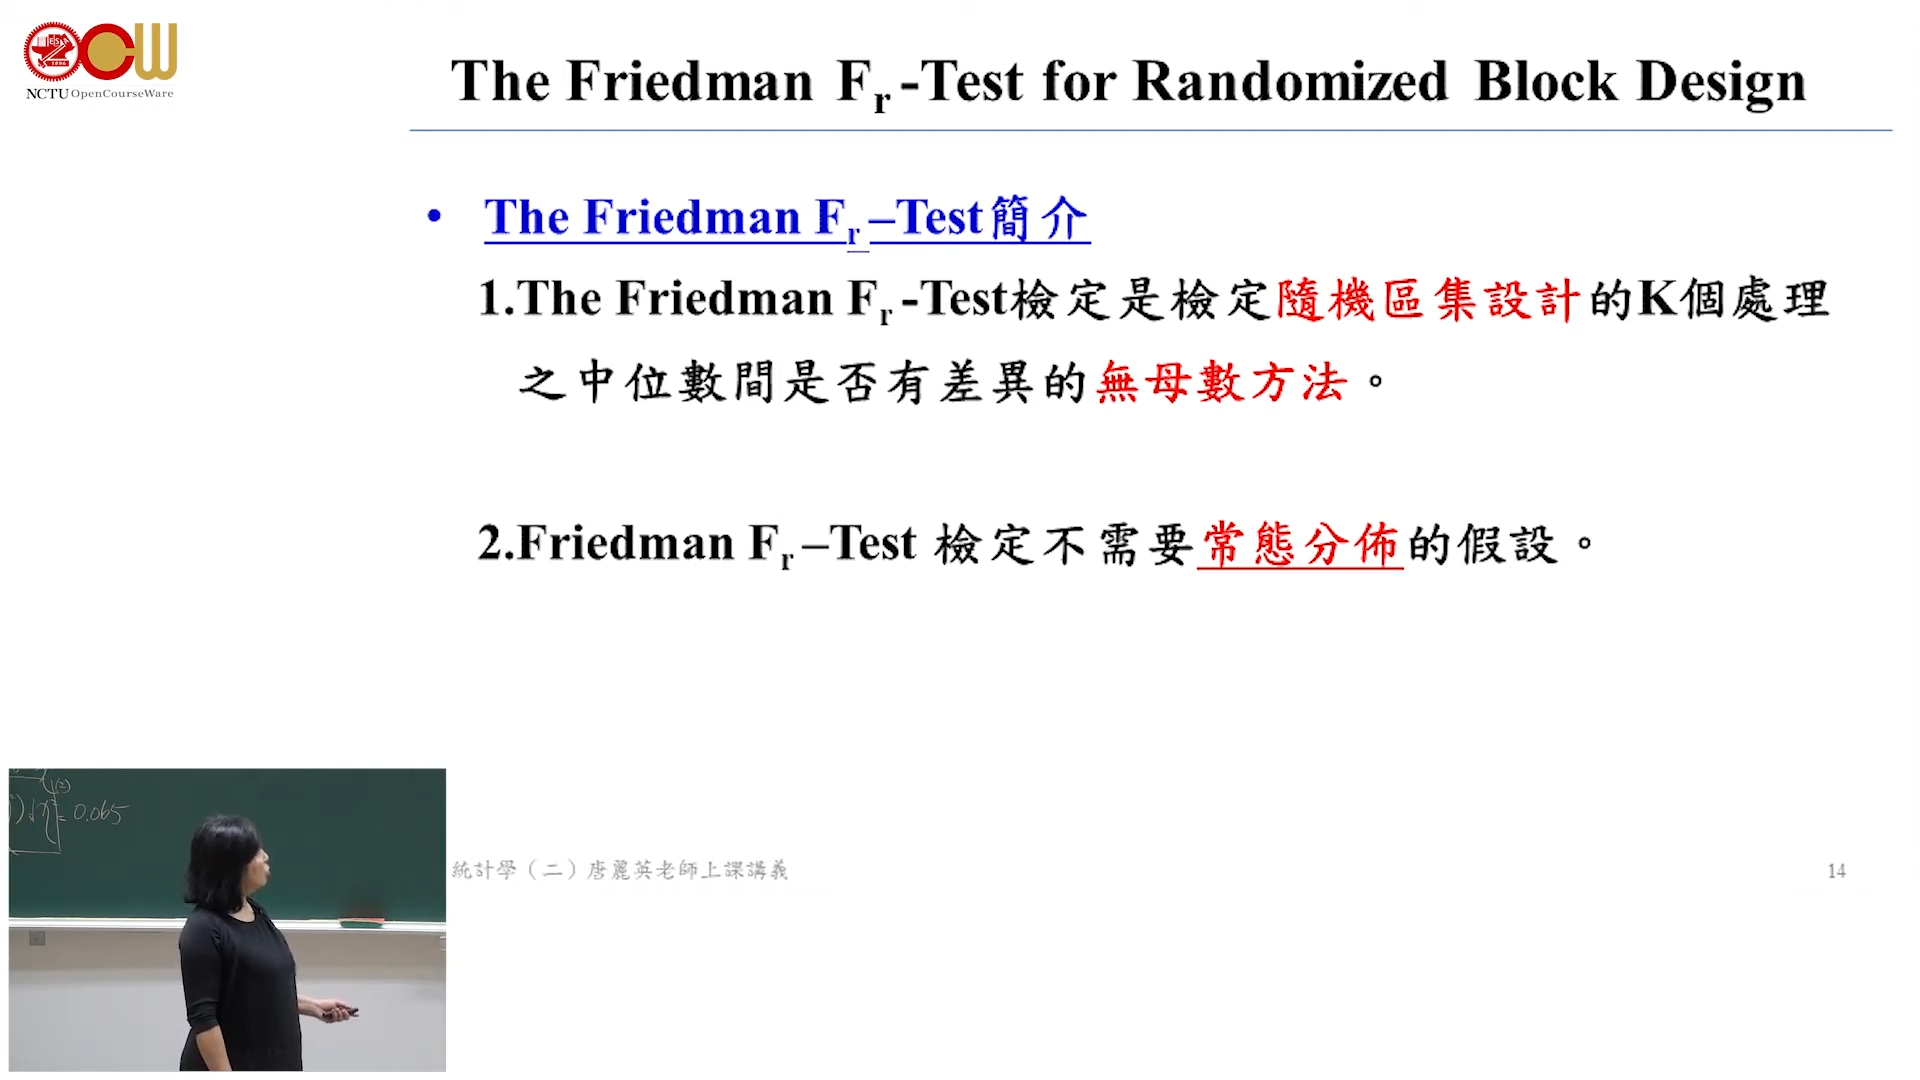 NCTU OpenCourseWare
The Friedman Fr -Test for Randomized Block Design
• The Friedman Fr –Test簡介
1.The Friedman Fr -Test檢定是檢定隨機區集設計的K個處理
之中位數間是否有差異的無母數方法。
2.Friedman Fr –Test 檢定不需要常態分佈的假設。
= 0.065
統計學（二）唐麗英老師上課講義
14